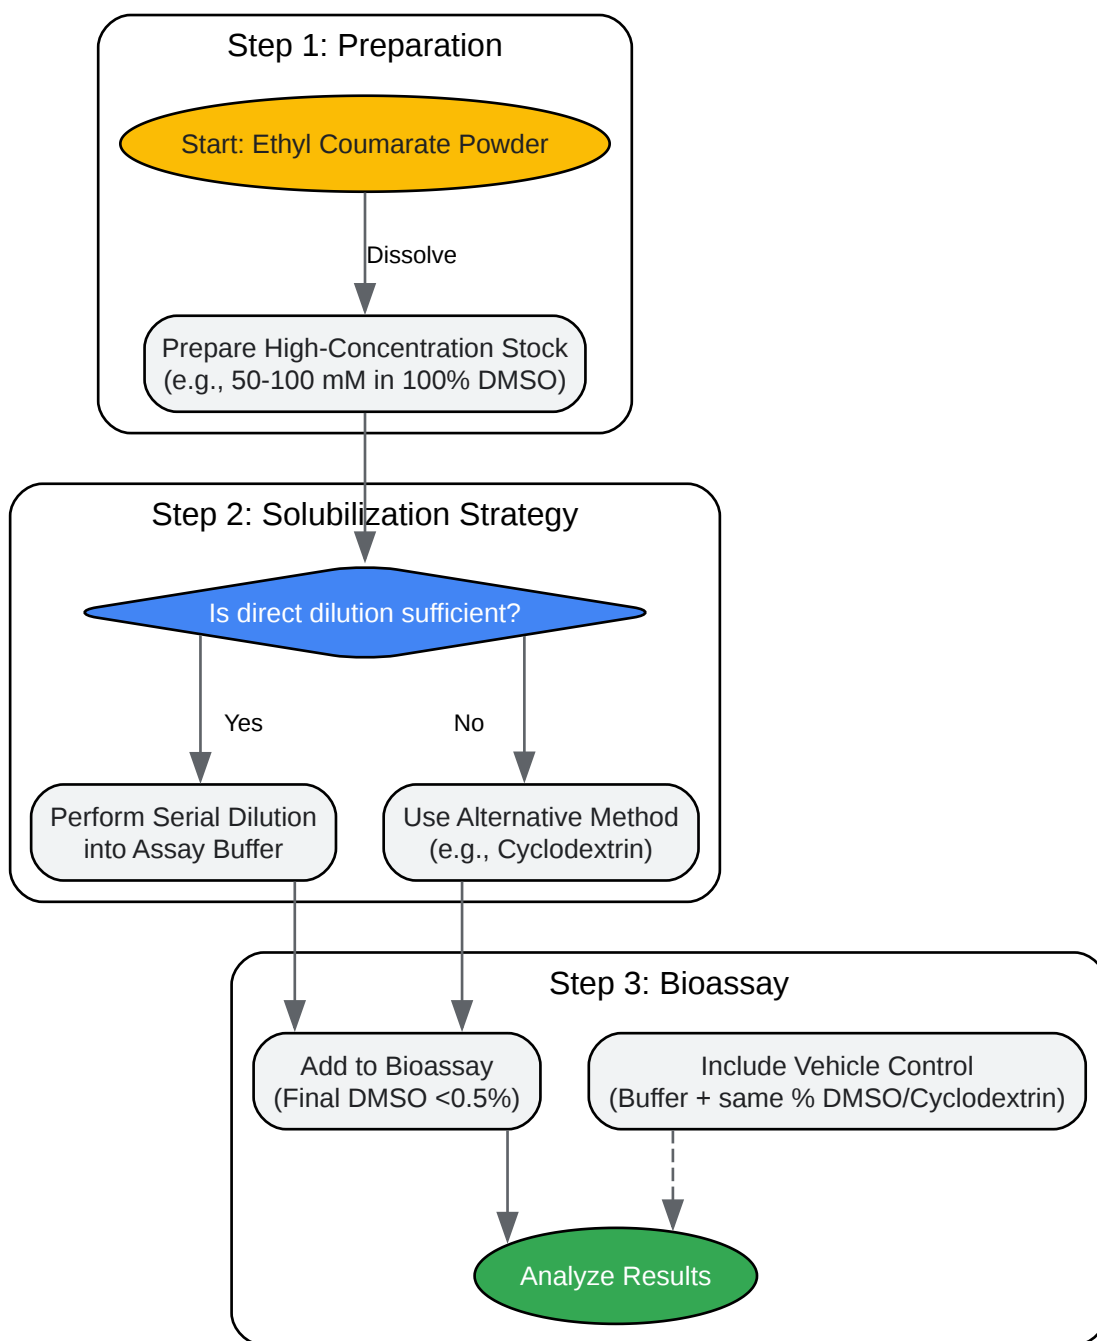 Step 1: Preparation
Start: Ethyl Coumarate Powder
Dissolve
Prepare High-Concentration Stock
(e.g., 50-100 mM in 100% DMSO)
Step 2: Solubilization Strategy
Is direct dilution sufficient?
Yes
No
Perform Serial Dilution
into Assay Buffer
Use Alternative Method
(e.g., Cyclodextrin)
Step 3: Bioassay
Add to Bioassay
(Final DMSO <0.5%)
Include Vehicle Control
(Buffer + same % DMSO/Cyclodextrin)
Analyze Results